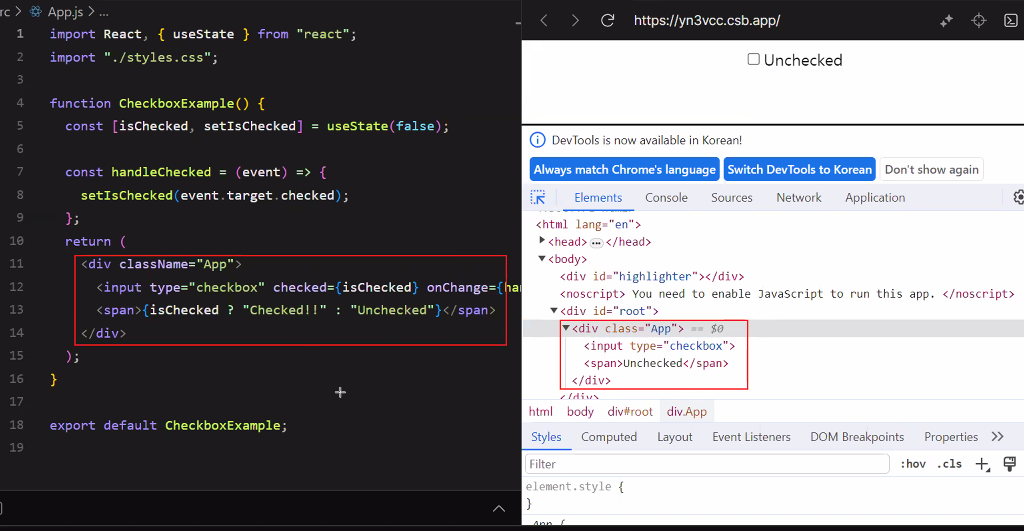 rc > App.js > ...
1 import React, { useState } from "react";
2 import "./styles.css";
3
4 function CheckboxExample() {
5 const [isChecked, setIsChecked] = useState(false);
6
7 const handleChecked = (event) => {
8 setIsChecked(event.target.checked);
9 };
10 return (
11 <div className="App">
12 <input type="checkbox" checked={isChecked} onChange={han
13 <span>{isChecked ? "Checked!!" : "Unchecked"}</span>
14 </div>
15 );
16 }
17
18 export default CheckboxExample;
19
https://yn3vcc.csb.app/
Unchecked
DevTools is now available in Korean!
Always match Chrome's language Switch DevTools to Korean Don't show again
Elements Console Sources Network Application
<html lang="en">
<head> ... </head>
<body>
<div id="highlighter"></div>
<noscript> You need to enable JavaScript to run this app. </noscript>
<div id="root">
<div class="App"> == $0
<input type="checkbox">
<span>Unchecked</span>
</div>
</div>
html body div#root div.App
Styles Computed Layout Event Listeners DOM Breakpoints Properties
Filter :hov .cls
element.style {
}
.App {